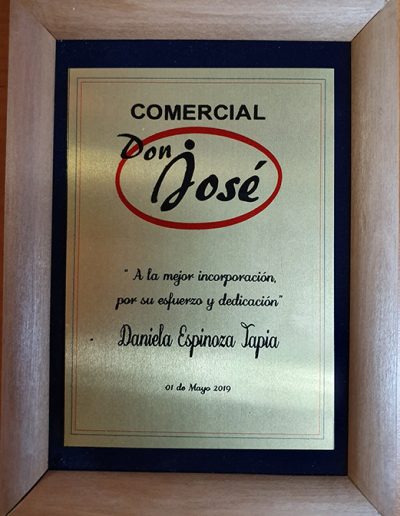 COMERCIAL
Don
José
" A la mejor incorporación,
por su esfuerzo y dedicación"
Daniela Espinoza Tapia
01 de Mayo 2019